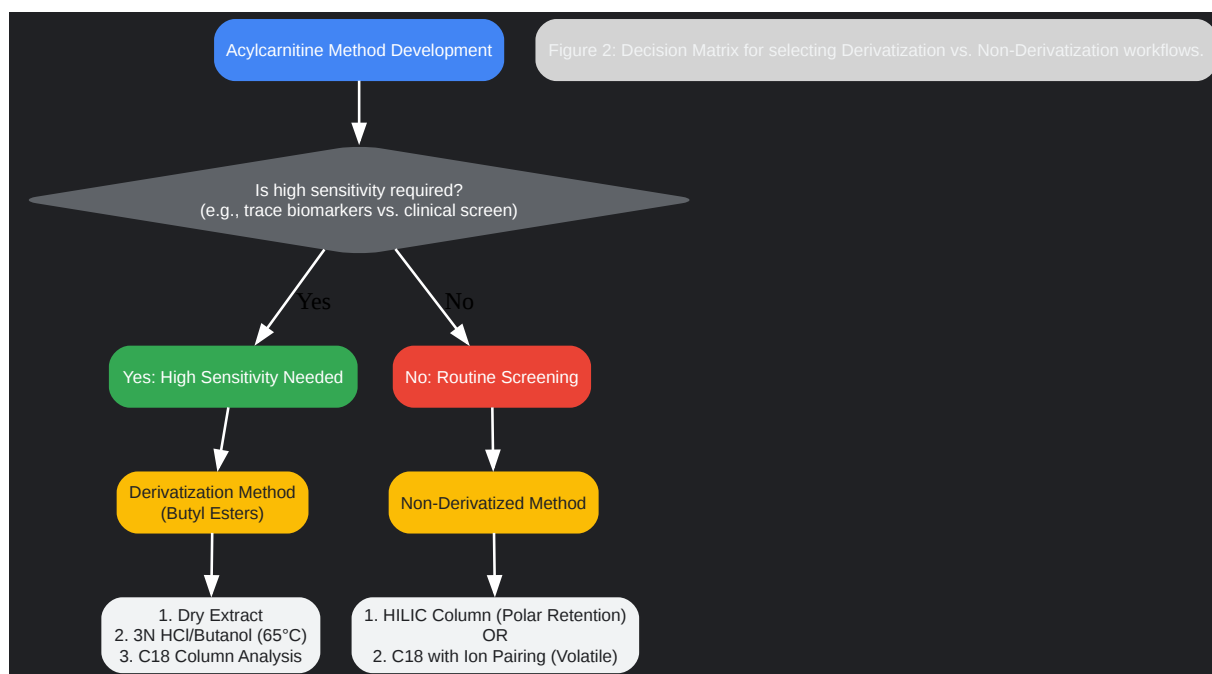 Acylcarnitine Method Development
Figure 2: Decision Matrix for selecting Derivatization vs. Non-Derivatization workflows.
Is high sensitivity required?
(e.g., trace biomarkers vs. clinical screen)
Yes
No
Yes: High Sensitivity Needed
No: Routine Screening
Derivatization Method
(Butyl Esters)
Non-Derivatized Method
1. Dry Extract
2. 3N HCl/Butanol (65°C)
3. C18 Column Analysis
1. HILIC Column (Polar Retention)
OR
2. C18 with Ion Pairing (Volatile)